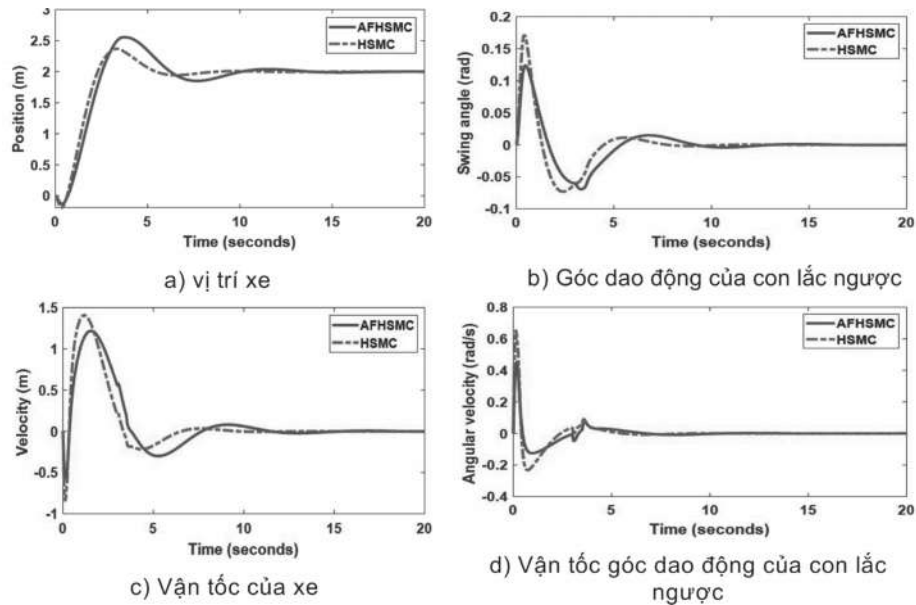 3
2.5
2
1.5
1
0.5
0
Position (m)
AFHSMC
HSMC
0
5
10
15
20
Time (seconds)
a) vị trí xe
0.2
0.15
0.1
0.05
0
-0.05
-0.1
Swing angle (rad)
AFHSMC
HSMC
0
5
10
15
20
Time (seconds)
b) Góc dao động của con lắc ngược
1.5
1
0.5
0
-0.5
-1
Velocity (m)
AFHSMC
HSMC
0
5
10
15
20
Time (seconds)
c) Vận tốc của xe
0.8
0.6
0.4
0.2
0
-0.2
-0.4
Angular velocity (rad/s)
AFHSMC
HSMC
0
5
10
15
20
Time (seconds)
d) Vận tốc góc dao động của con lắc
ngược